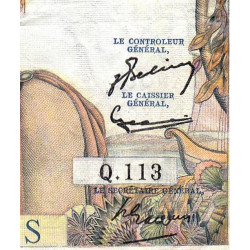 LE CONTROLEUR
GÉNÉRAL,
LE CAISSIER
GÉNÉRAL,
Q.113
LE SECRÉTAIRE GÉNÉRAL,
S